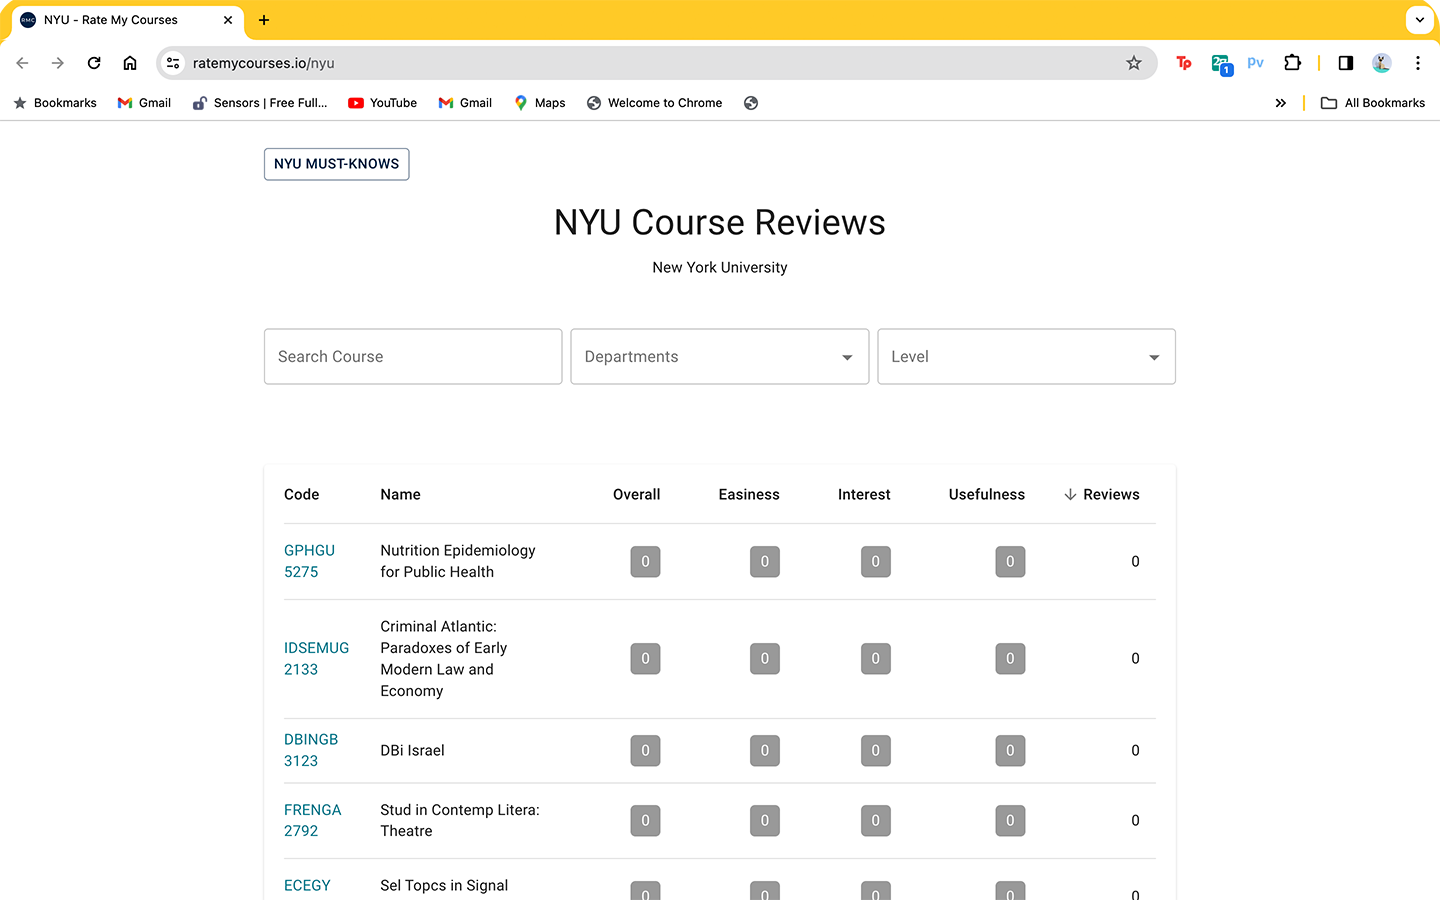 RMC NYU - Rate My Courses
ratemycourses.io/nyu
Tp
1
pv
Bookmarks
Gmail
Sensors | Free Full...
YouTube
Gmail
Maps
Welcome to Chrome
All Bookmarks
NYU MUST-KNOWS
NYU Course Reviews
New York University
Search Course
Departments
Level
Code Name Overall Easiness Interest Usefulness Reviews
GPHGU
5275
Nutrition Epidemiology
for Public Health
0 0 0 0 0
IDSEMUG
2133
Criminal Atlantic:
Paradoxes of Early
Modern Law and
Economy
0 0 0 0 0
DBINGB
3123
DBi Israel
0 0 0 0 0
FRENGA
2792
Stud in Contemp Litera:
Theatre
0 0 0 0 0
ECEGY
Sel Topcs in Signal
0 0 0 0 0